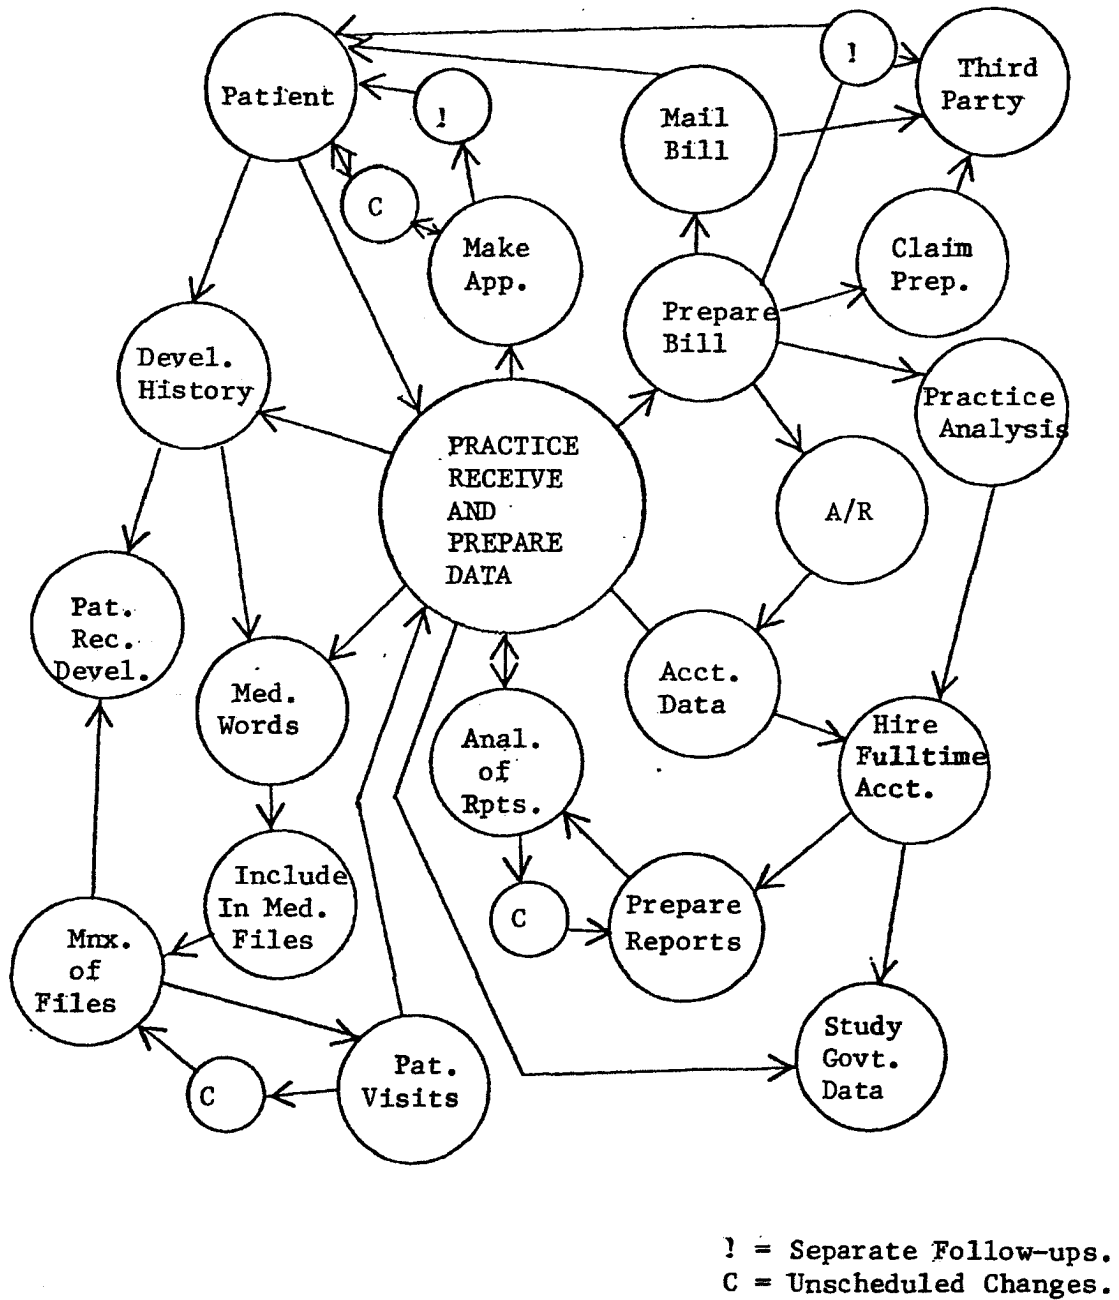 Patient
!
!
Third
Party
Mail
Bill
C
Make
App.
Claim
Prep.
Prepare
Bill
Devel.
History
Practice
Analysis
PRACTICE
RECEIVE
AND
PREPARE
DATA
A/R
Pat.
Rec.
Devel.
Med.
Words
Acct.
Data
Anal.
of
Rpts.
Hire
Fulltime
Acct.
Include
In Med.
Files
C
Prepare
Reports
Mnx.
of
Files
Study
Govt.
Data
C
Pat.
Visits
! = Separate Follow-ups.
C = Unscheduled Changes.